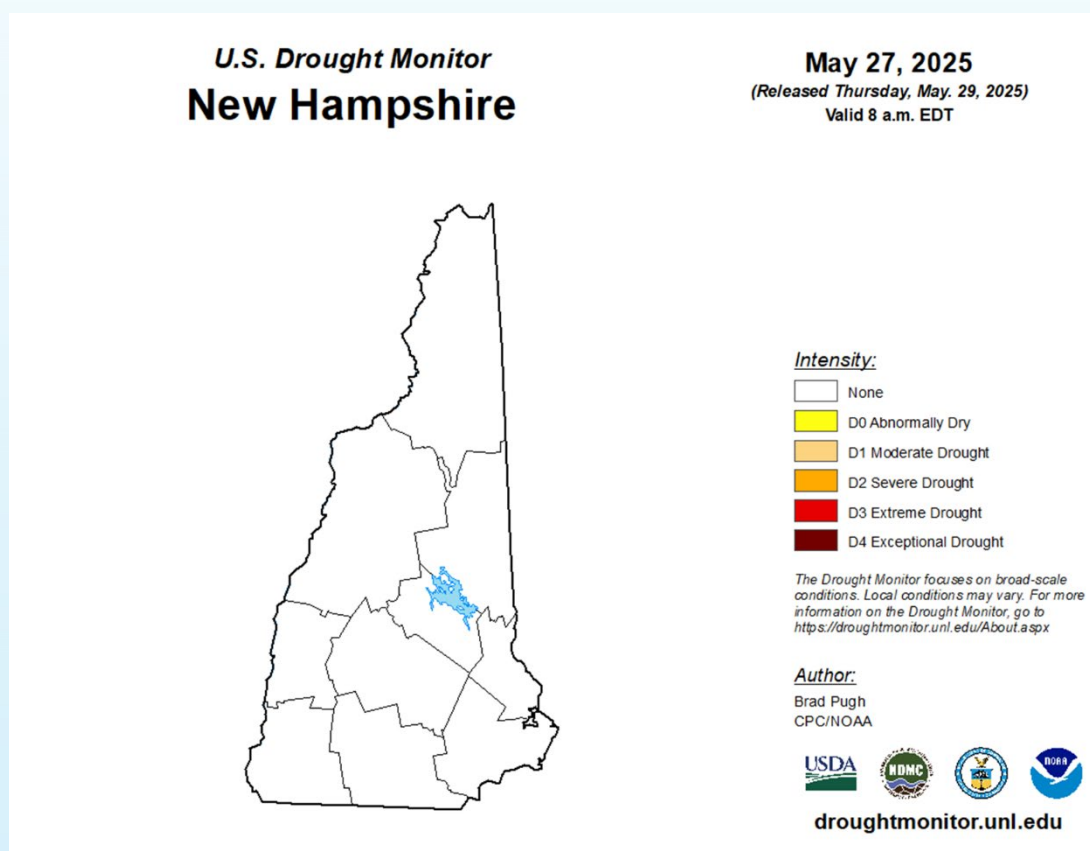 U.S. Drought Monitor
New Hampshire
May 27, 2025
(Released Thursday, May. 29, 2025)
Valid 8 a.m. EDT
Intensity:
None
D0 Abnormally Dry
D1 Moderate Drought
D2 Severe Drought
D3 Extreme Drought
D4 Exceptional Drought
The Drought Monitor focuses on broad-scale
conditions. Local conditions may vary. For more
information on the Drought Monitor, go to
https://droughtmonitor.unl.edu/About.aspx
Author:
Brad Pugh
CPC/NOAA
USDA
NDMC
NOAA
droughtmonitor.unl.edu